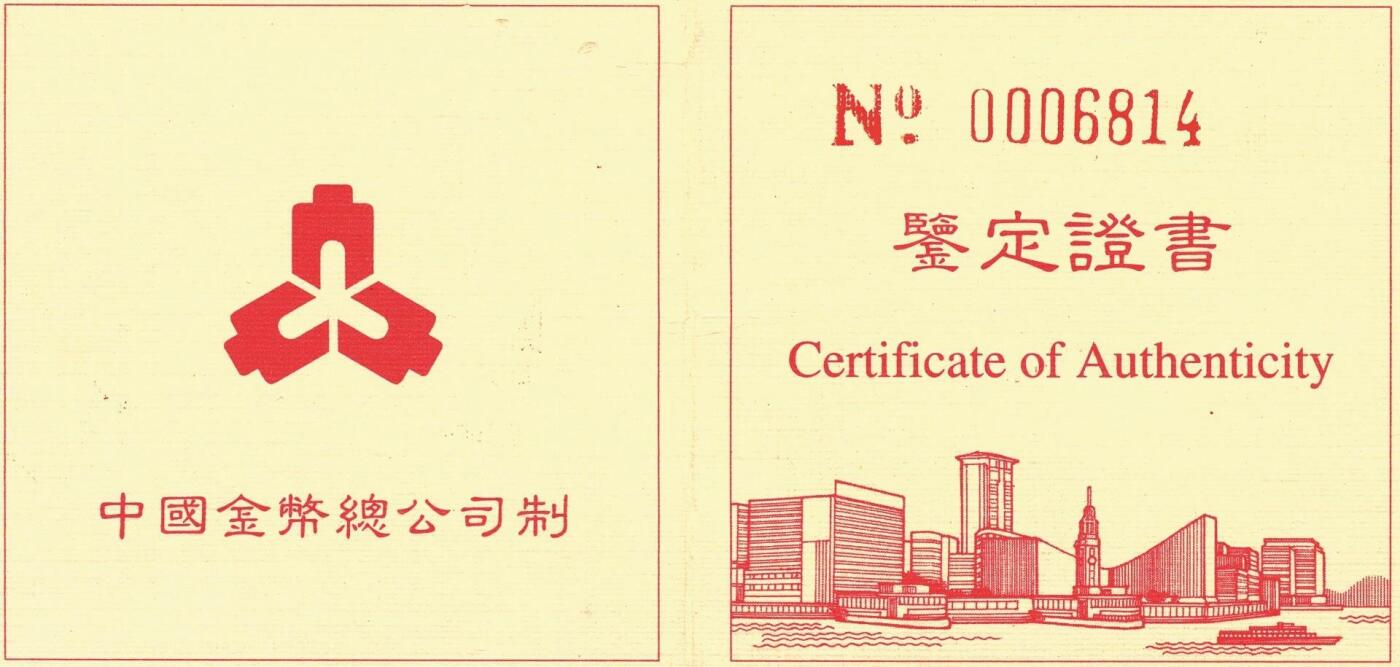 中國金幣總公司制
Nº 0006814
鑒定證書
Certificate of Authenticity